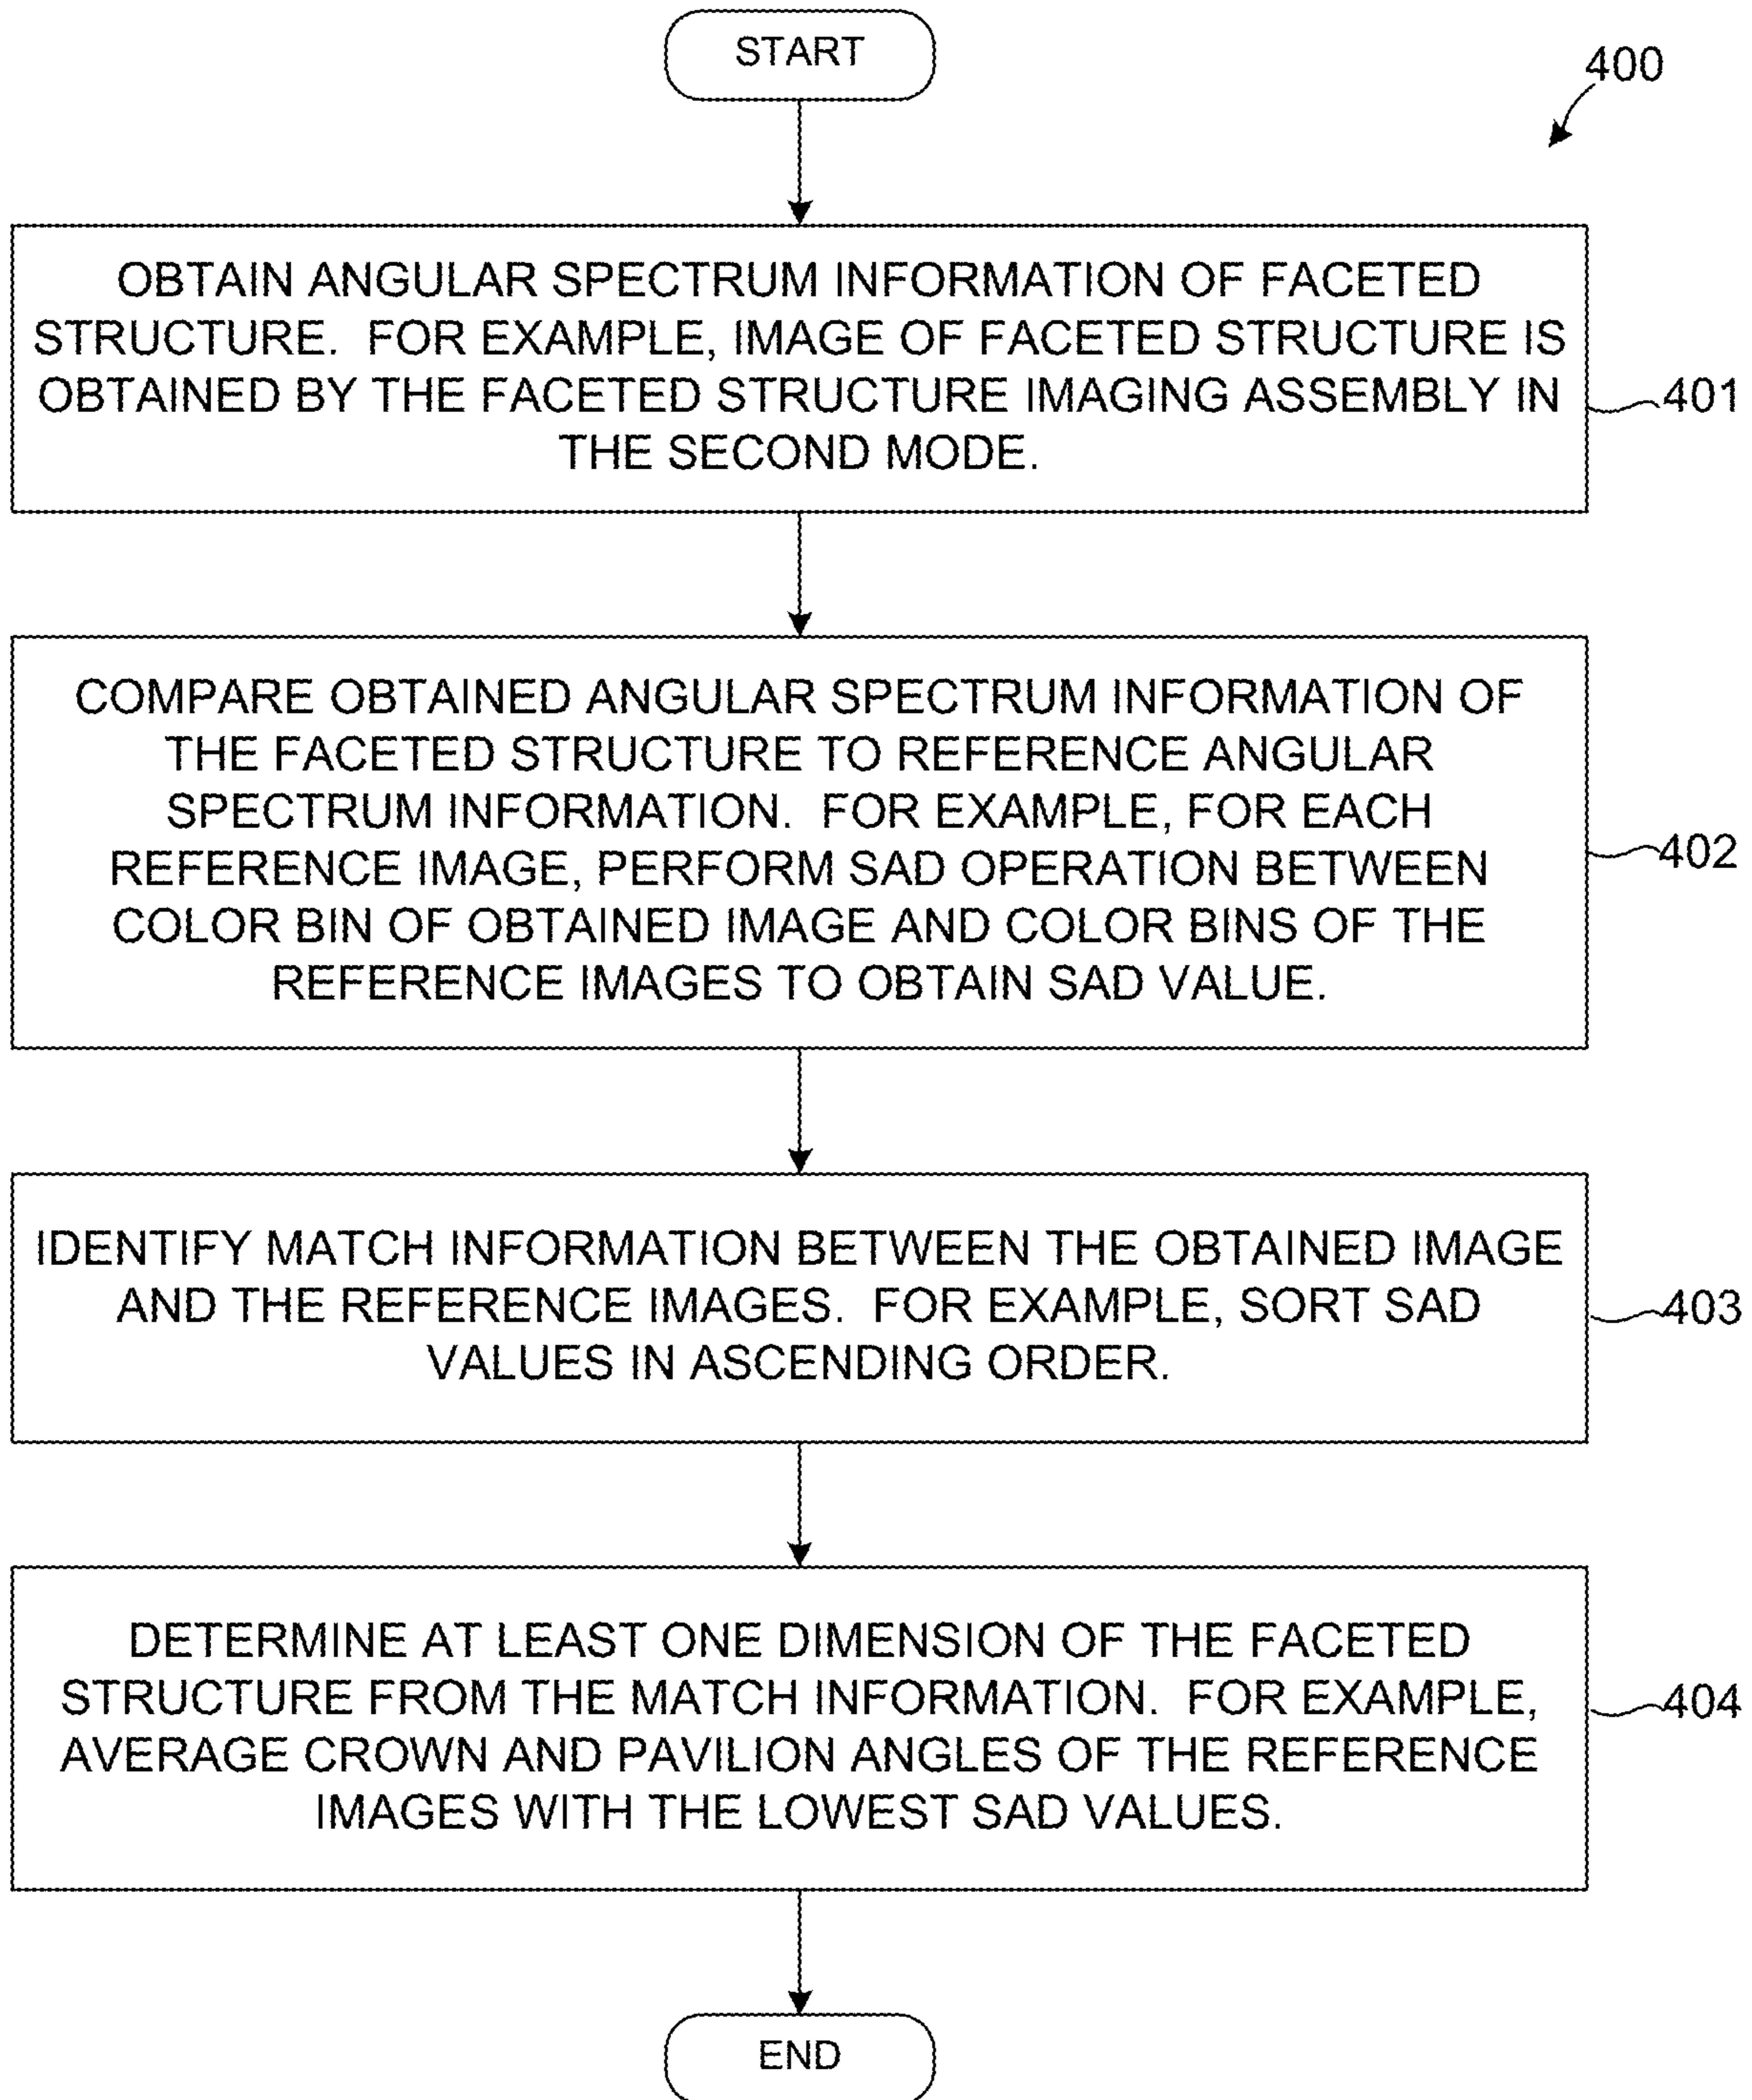 START
400
OBTAIN ANGULAR SPECTRUM INFORMATION OF FACETED
STRUCTURE.  FOR EXAMPLE, IMAGE OF FACETED STRUCTURE IS
OBTAINED BY THE FACETED STRUCTURE IMAGING ASSEMBLY IN
THE SECOND MODE.
401
COMPARE OBTAINED ANGULAR SPECTRUM INFORMATION OF
THE FACETED STRUCTURE TO REFERENCE ANGULAR
SPECTRUM INFORMATION.  FOR EXAMPLE, FOR EACH
REFERENCE IMAGE, PERFORM SAD OPERATION BETWEEN
COLOR BIN OF OBTAINED IMAGE AND COLOR BINS OF THE
REFERENCE IMAGES TO OBTAIN SAD VALUE.
402
IDENTIFY MATCH INFORMATION BETWEEN THE OBTAINED IMAGE
AND THE REFERENCE IMAGES.  FOR EXAMPLE, SORT SAD
VALUES IN ASCENDING ORDER.
403
DETERMINE AT LEAST ONE DIMENSION OF THE FACETED
STRUCTURE FROM THE MATCH INFORMATION.  FOR EXAMPLE,
AVERAGE CROWN AND PAVILION ANGLES OF THE REFERENCE
IMAGES WITH THE LOWEST SAD VALUES.
404
END